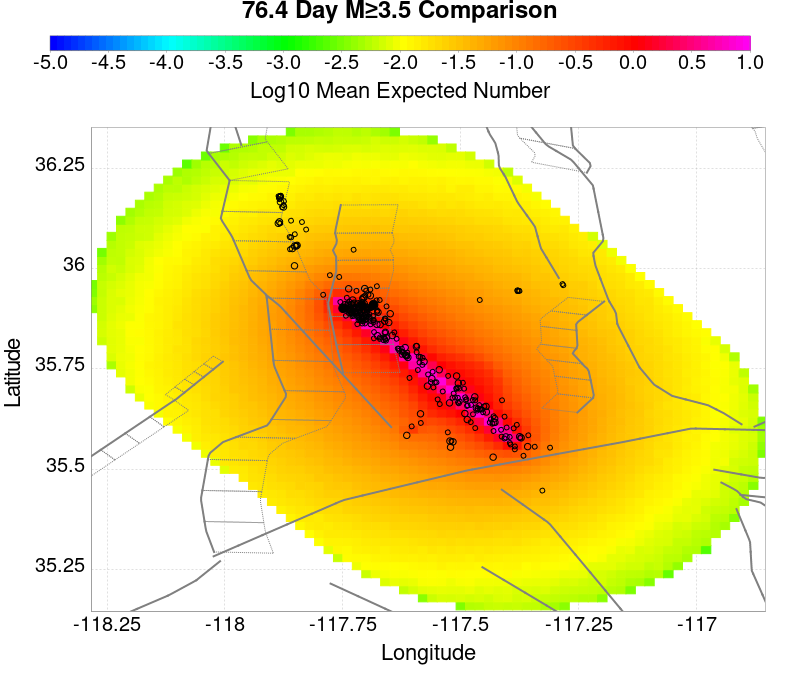 76.4 Day M≥3.5 Comparison
-5.0 -4.5 -4.0 -3.5 -3.0 -2.5 -2.0 -1.5 -1.0 -0.5 0.0 0.5 1.0
Log10 Mean Expected Number
36.25
36
35.75
35.5
35.25
Latitude
-118.25 -118 -117.75 -117.5 -117.25 -117
Longitude